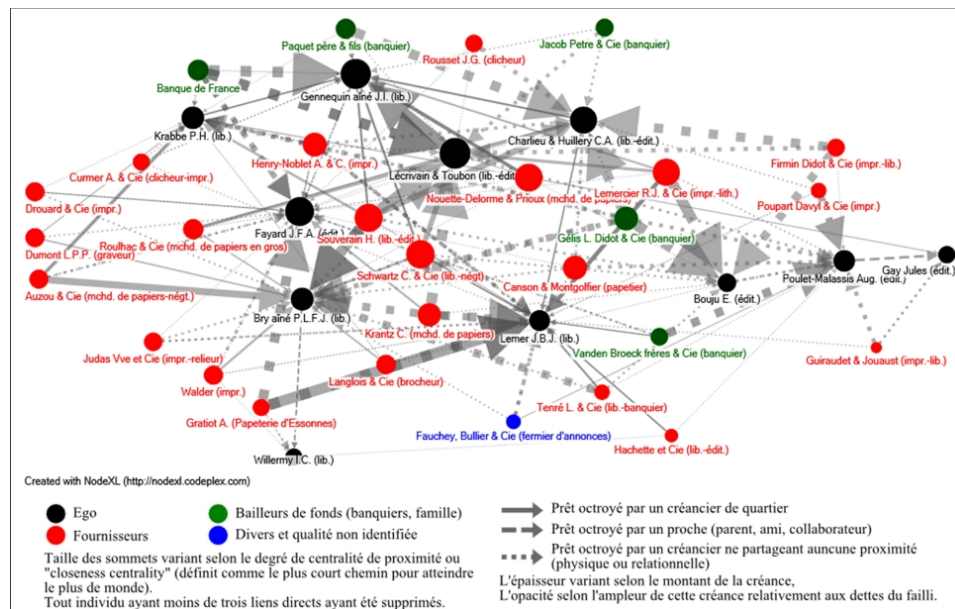 Paquet père & fils (banquier)
Jacob Petre & Cie (banquier)
Rousset J.G. (clicheur)
Banque de France
Gennequin aîné J.I. (lib.)
Krabbe P.H. (lib.)
Charlieu & Huillery C.A. (lib.-édit.)
Henry-Noblet A. & C. (impr.)
Firmin Didot & Cie (impr.-lib.)
Curmer A. & Cie (clicheur-impr.)
Lécrivain & Toubon (lib.-édit
Lemercier R.J. & Cie (impr.-lith.)
Nouette-Delorme & Prioux (mchd. de papiers)
Drouard & Cie (impr.)
Poupart Davyl & Cie (impr.)
Fayard J.F.A. (édit.)
Souverain H. (lib.-édit.)
Roulhac & Cie (mchd. de papiers en gros)
Dumont L.P.P. (graveur)
Gélis L. Didot & Cie (banquier)
Gay Jules (édit.)
Schwartz C. & Cie (lib.-négt)
Poulet-Malassis Aug. (édit.)
Auzou & Cie (mchd. de papiers-négt.)
Canson & Montgolfier (papetier)
Bouju E. (édit.)
Bry aîné P.L.F.J. (lib.)
Krantz C. (mchd. de papiers)
Lemer J.B.J. (lib.)
Judas Vve et Cie (impr.-relieur)
Vanden Broeck frères & Cie (banquier)
Guiraudet & Jouaust (impr.-lib.)
Langlois & Cie (brocheur)
Walder (impr.)
Tenré L. & Cie (lib.-banquier)
Gratiot A. (Papeterie d'Essonnes)
Fauchey, Bullier & Cie (fermier d'annonces)
Hachette et Cie (lib.-édit.)
Willermy I.C. (lib.)
Created with NodeXL (http://nodexl.codeplex.com)
Ego
Bailleurs de fonds (banquiers, famille)
Prêt octroyé par un créancier de quartier
Fournisseurs
Divers et qualité non identifiée
Prêt octroyé par un proche (parent, ami, collaborateur)
Prêt octroyé par un créancier ne partageant aucune proximité
(physique ou relationnelle)
Taille des sommets variant selon le degré de centralité de proximité ou
"closeness centrality" (définit comme le plus court chemin pour atteindre
le plus de monde).
Tout individu ayant moins de trois liens directs ayant été supprimés.
L'épaisseur variant selon le montant de la créance,
L'opacité selon l'ampleur de cette créance relativement aux dettes du failli.